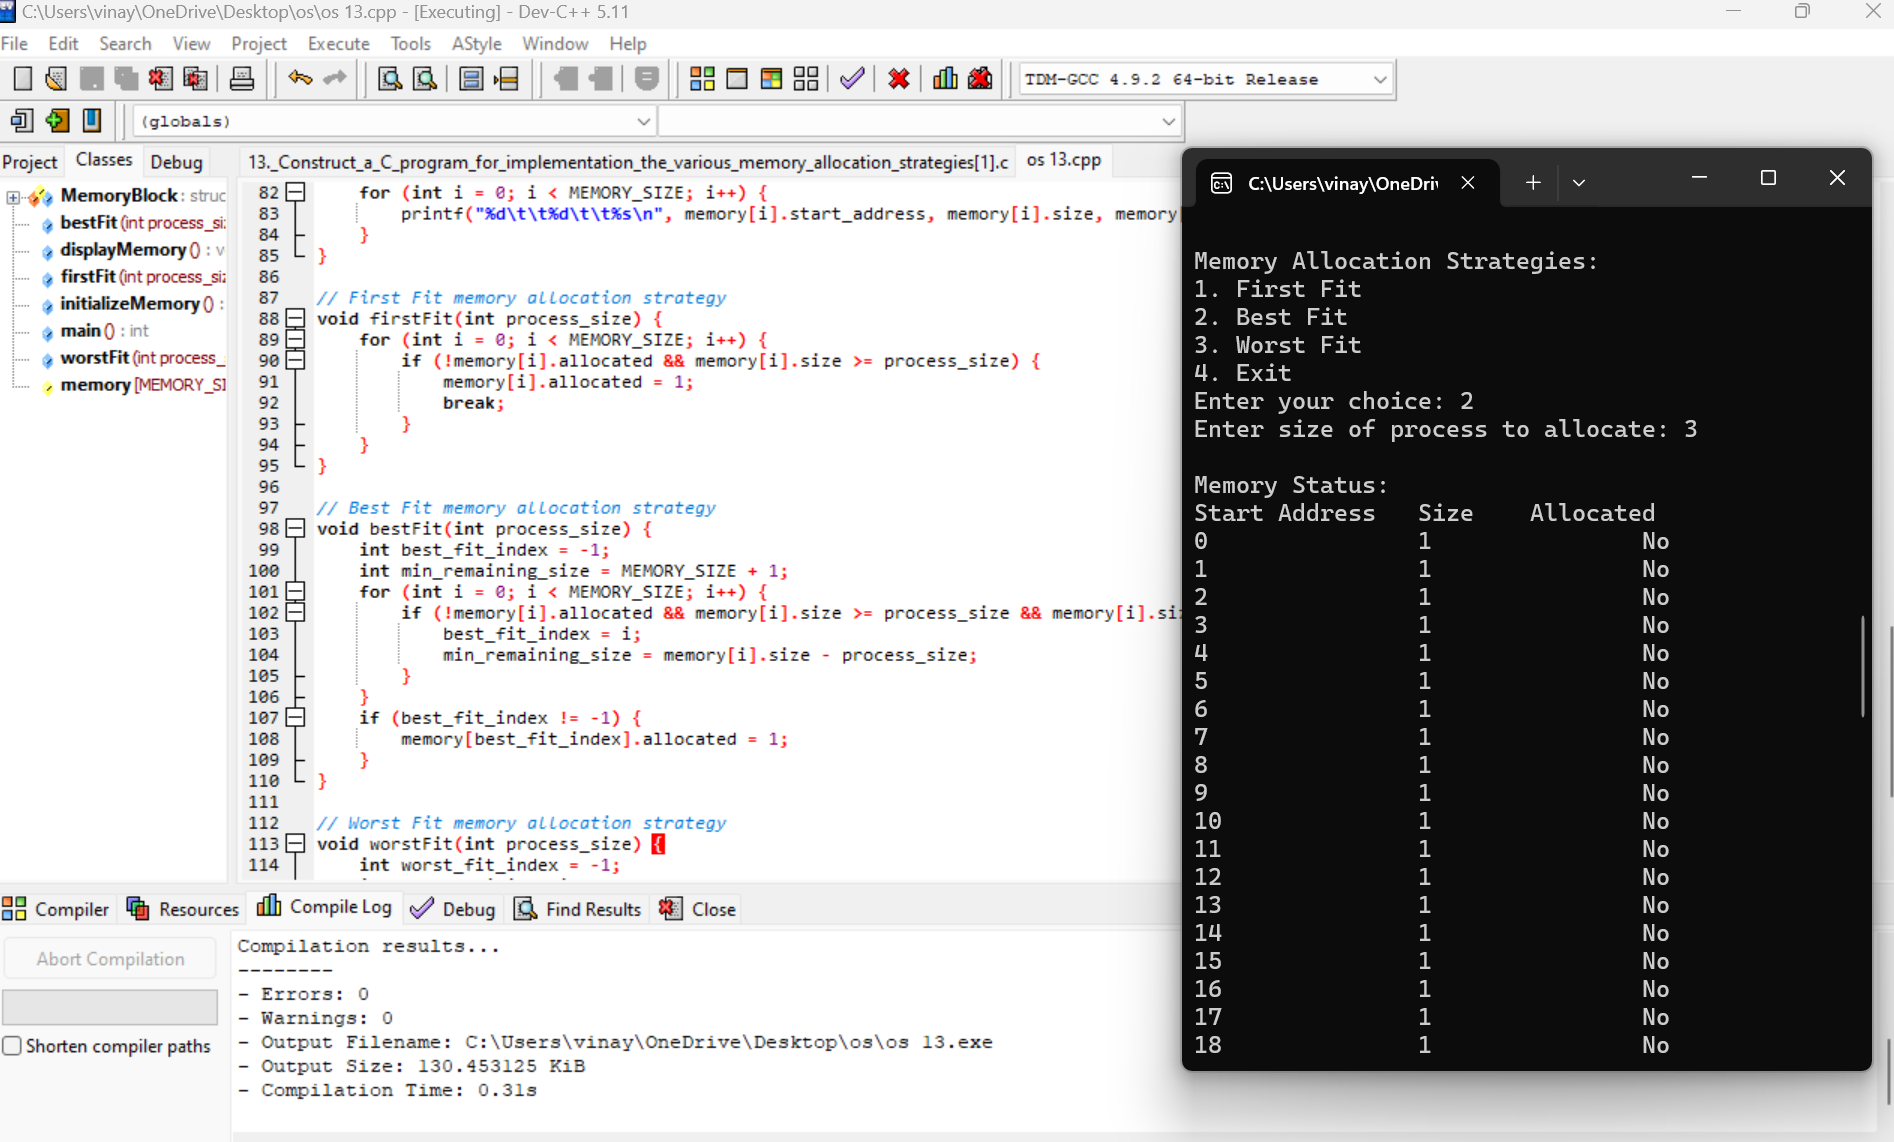 C:\Users\vinay\OneDrive\Desktop\os\os 13.cpp - [Executing] - Dev-C++ 5.11
File Edit Search View Project Execute Tools AStyle Window Help
TDM-GCC 4.9.2 64-bit Release
(globals)
Project Classes Debug
MemoryBlock : struc
bestFit (int process_si
displayMemory () : v
firstFit (int process_siz
initializeMemory () :
main () : int
worstFit (int process_
memory [MEMORY_SI
13._Construct_a_C_program_for_implementation_the_various_memory_allocation_strategies[1].c os 13.cpp
82 for (int i = 0; i < MEMORY_SIZE; i++) {
83 printf("%d\t\t%d\t\t%s\n", memory[i].start_address, memory[i].size, memory
84 }
85 }
86
87 // First Fit memory allocation strategy
88 void firstFit(int process_size) {
89 for (int i = 0; i < MEMORY_SIZE; i++) {
90 if (!memory[i].allocated && memory[i].size >= process_size) {
91 memory[i].allocated = 1;
92 break;
93 }
94 }
95 }
96
97 // Best Fit memory allocation strategy
98 void bestFit(int process_size) {
99 int best_fit_index = -1;
100 int min_remaining_size = MEMORY_SIZE + 1;
101 for (int i = 0; i < MEMORY_SIZE; i++) {
102 if (!memory[i].allocated && memory[i].size >= process_size && memory[i].si
103 best_fit_index = i;
104 min_remaining_size = memory[i].size - process_size;
105 }
106 }
107 if (best_fit_index != -1) {
108 memory[best_fit_index].allocated = 1;
109 }
110 }
111
112 // Worst Fit memory allocation strategy
113 void worstFit(int process_size) {
114 int worst_fit_index = -1;
Compiler Resources Compile Log Debug Find Results Close
Abort Compilation
Shorten compiler paths
Compilation results...
--------
- Errors: 0
- Warnings: 0
- Output Filename: C:\Users\vinay\OneDrive\Desktop\os\os 13.exe
- Output Size: 130.453125 KiB
- Compilation Time: 0.31s
C:\Users\vinay\OneDri
Memory Allocation Strategies:
1. First Fit
2. Best Fit
3. Worst Fit
4. Exit
Enter your choice: 2
Enter size of process to allocate: 3
Memory Status:
Start Address Size Allocated
0 1 No
1 1 No
2 1 No
3 1 No
4 1 No
5 1 No
6 1 No
7 1 No
8 1 No
9 1 No
10 1 No
11 1 No
12 1 No
13 1 No
14 1 No
15 1 No
16 1 No
17 1 No
18 1 No